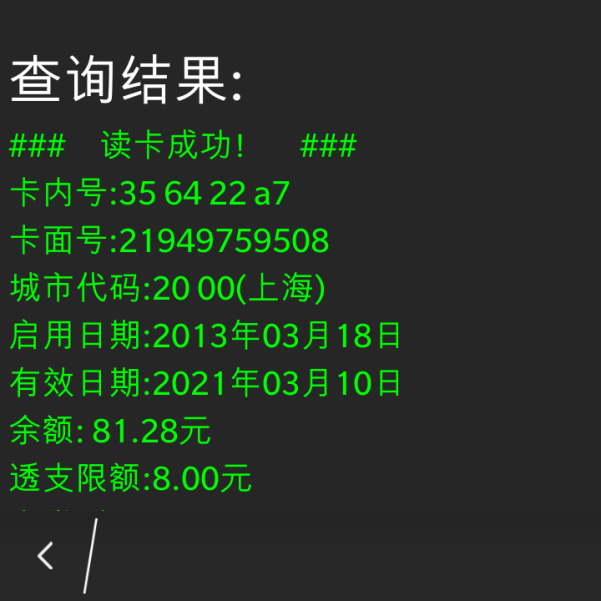 查询结果:
### 读卡成功! ###
卡内号:35 64 22 a7
卡面号:21949759508
城市代码:20 00(上海)
启用日期:2013年03月18日
有效日期:2021年03月10日
余额: 81.28元
透支限额:8.00元